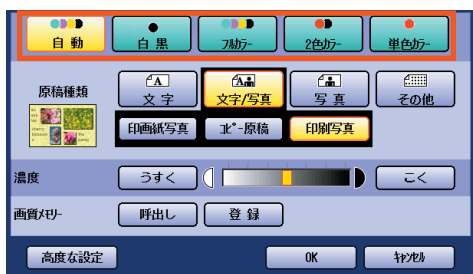 自動 白黒 ﾌﾙｶﾗｰ 2色ｶﾗｰ 単色ｶﾗｰ
原稿種類 文字 文字/写真 写真 その他
印画紙写真 ｺﾋﾟｰ原稿 印刷写真
濃度 うすく こく
画質ﾒﾓﾘｰ 呼出し 登録
高度な設定 OK ｷｬﾝｾﾙ